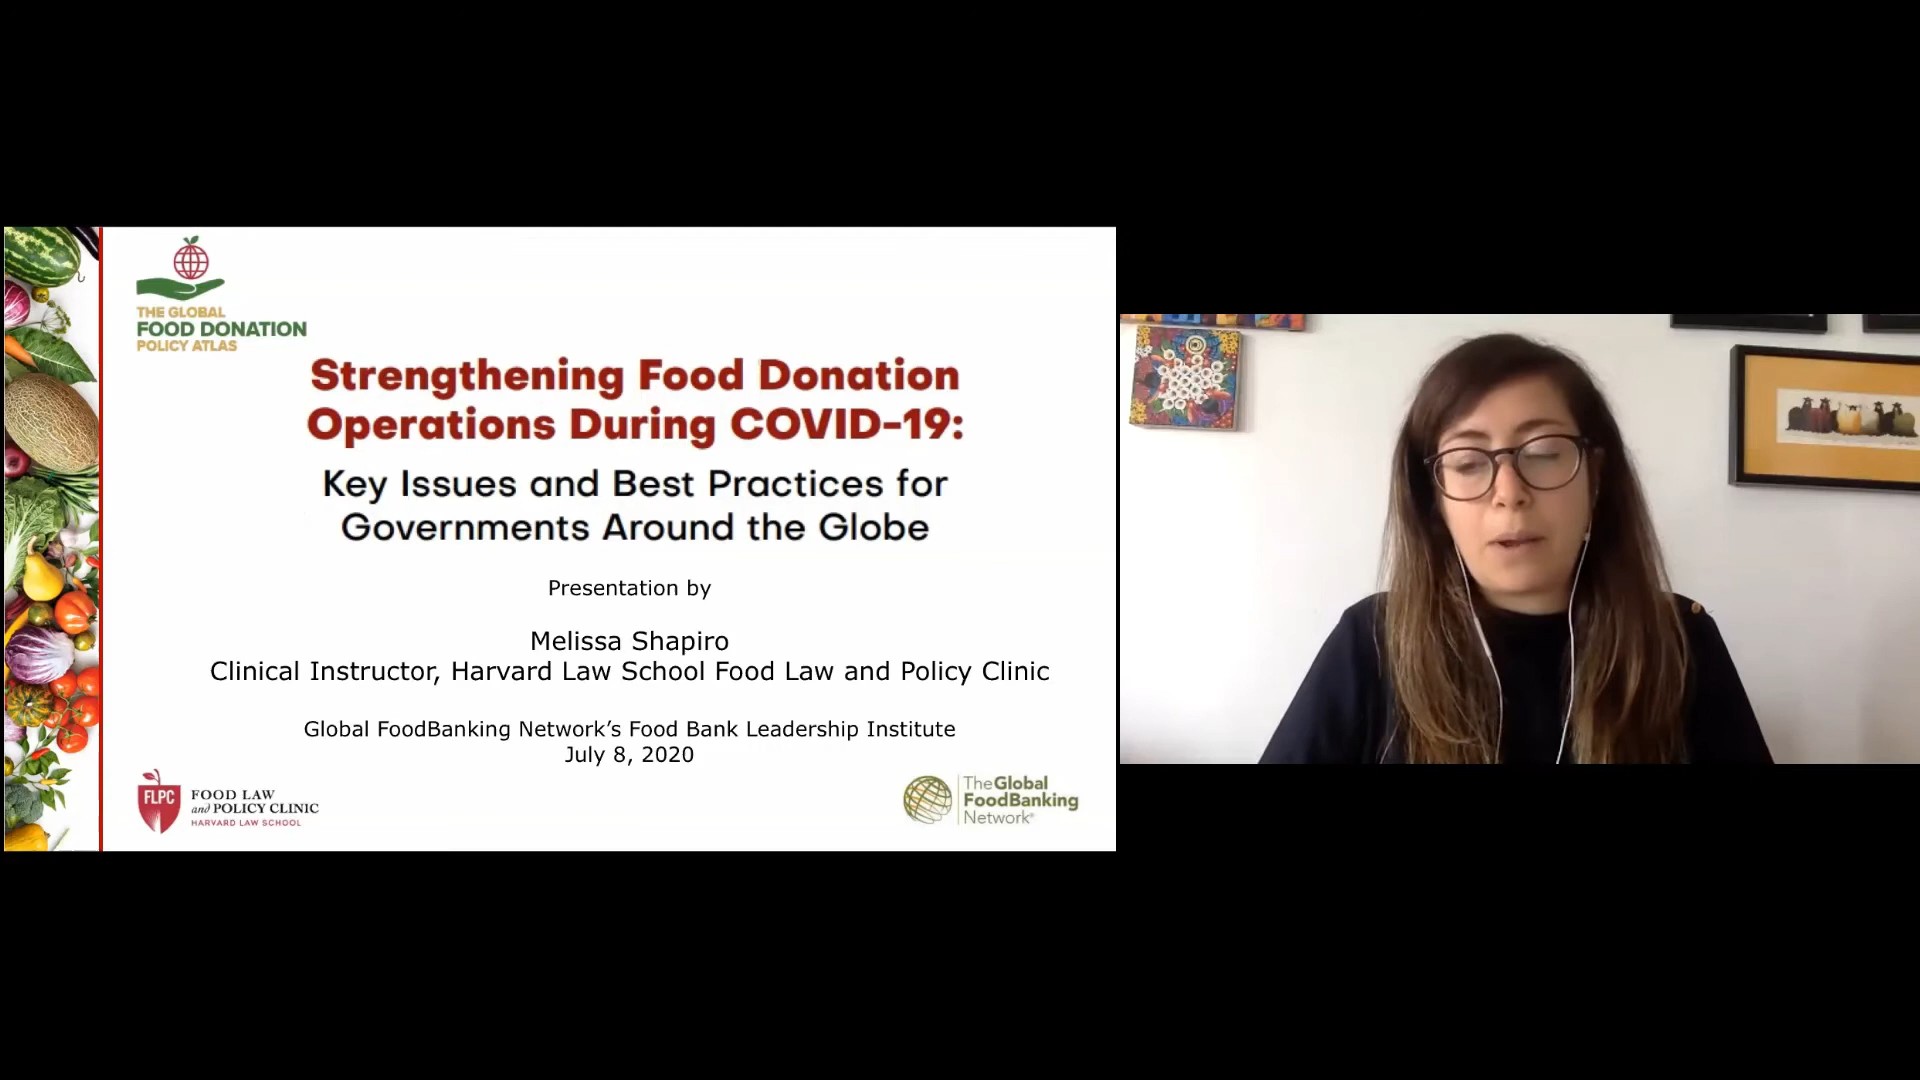 THE GLOBAL
FOOD DONATION
POLICY ATLAS
Strengthening Food Donation
Operations During COVID-19:
Key Issues and Best Practices for
Governments Around the Globe
Presentation by
Melissa Shapiro
Clinical Instructor, Harvard Law School Food Law and Policy Clinic
Global FoodBanking Network’s Food Bank Leadership Institute
July 8, 2020
FLPC
FOOD LAW
and POLICY CLINIC
HARVARD LAW SCHOOL
The Global
FoodBanking
Network®